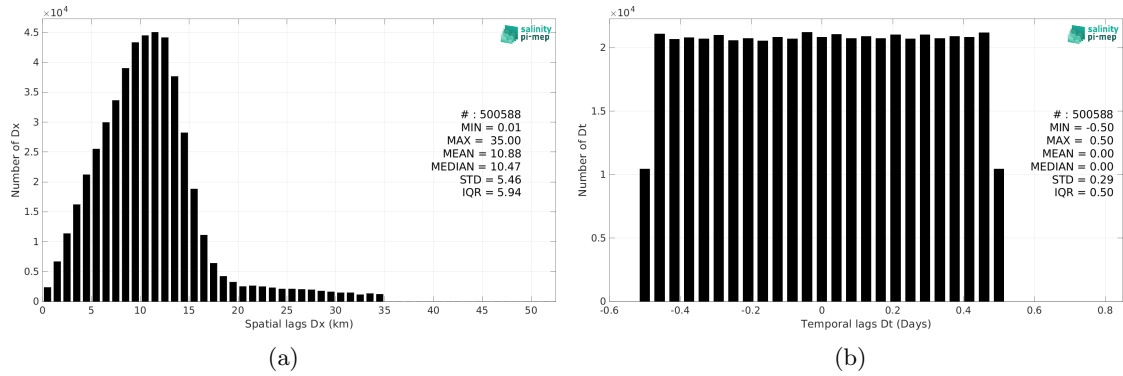 ×10⁴
4.5
4
3.5
3
2.5
2
1.5
1
0.5
0
Number of Dx
0 5 10 15 20 25 30 35 40 45 50
Spatial lags Dx (km)
salinity
pi-mep
# : 500588
MIN = 0.01
MAX = 35.00
MEAN = 10.88
MEDIAN = 10.47
STD = 5.46
IQR = 5.94
(a)
×10⁴
2
1.5
1
0.5
0
Number of Dt
-0.6 -0.4 -0.2 0 0.2 0.4 0.6 0.8
Temporal lags Dt (Days)
salinity
pi-mep
# : 500588
MIN = -0.50
MAX = 0.50
MEAN = 0.00
MEDIAN = 0.00
STD = 0.29
IQR = 0.50
(b)